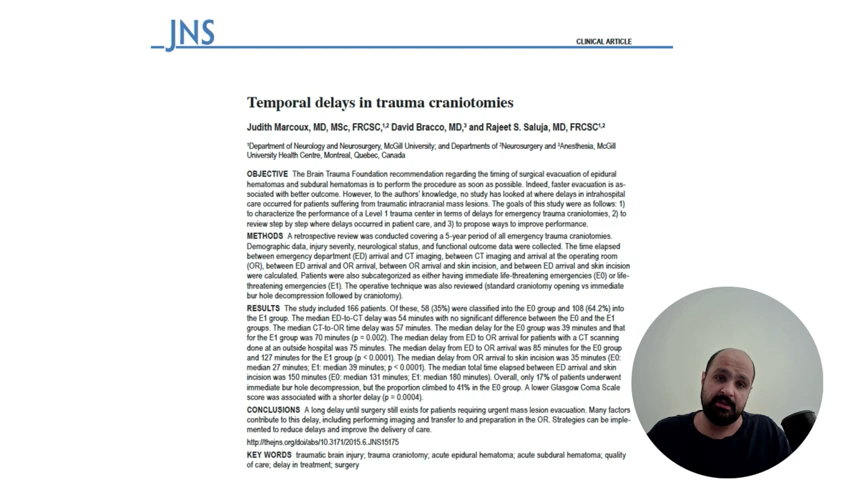 JNS
CLINICAL ARTICLE
Temporal delays in trauma craniotomies
Judith Marcoux, MD, MSc, FRCSC,1,2 David Bracco, MD,3 and Rajeet S. Saluja, MD, FRCSC1,2
1Department of Neurology and Neurosurgery, McGill University; and Departments of 2Neurosurgery and 3Anesthesia, McGill
University Health Centre, Montreal, Quebec, Canada
OBJECTIVE The Brain Trauma Foundation recommendation regarding the timing of surgical evacuation of epidural
hematomas and subdural hematomas is to perform the procedure as soon as possible. Indeed, faster evacuation is as-
sociated with better outcome. However, to the authors' knowledge, no study has looked at where delays in intrahospital
care occurred for patients suffering from traumatic intracranial mass lesions. The goals of this study were as follows: 1)
to characterize the performance of a Level 1 trauma center in terms of delays for emergency trauma craniotomies, 2) to
review step by step where delays occurred in patient care, and 3) to propose ways to improve performance.
METHODS A retrospective review was conducted covering a 5-year period of all emergency trauma craniotomies.
Demographic data, injury severity, neurological status, and functional outcome data were collected. The time elapsed
between emergency department (ED) arrival and CT imaging, between CT imaging and arrival at the operating room
(OR), between ED arrival and OR arrival, between OR arrival and skin incision, and between ED arrival and skin incision
were calculated. Patients were also subcategorized as either having immediate life-threatening emergencies (E0) or life-
threatening emergencies (E1). The operative technique was also reviewed (standard craniotomy opening vs immediate
bur hole decompression followed by craniotomy).
RESULTS The study included 166 patients. Of these, 58 (35%) were classified into the E0 group and 108 (64.2%) into
the E1 group. The median ED-to-CT delay was 54 minutes with no significant difference between the E0 and the E1
groups. The median CT-to-OR time delay was 57 minutes. The median delay for the E0 group was 39 minutes and that
for the E1 group was 70 minutes (p = 0.002). The median delay from ED to OR arrival for patients with a CT scanning
done at an outside hospital was 75 minutes. The median delay from ED to OR arrival was 85 minutes for the E0 group
and 127 minutes for the E1 group (p < 0.0001). The median delay from OR arrival to skin incision was 35 minutes (E0:
median 27 minutes; E1: median 39 minutes; p < 0.0001). The median total time elapsed between ED arrival and skin
incision was 150 minutes (E0: median 131 minutes; E1: median 180 minutes). Overall, only 17% of patients underwent
immediate bur hole decompression, but the proportion climbed to 41% in the E0 group. A lower Glasgow Coma Scale
score was associated with a shorter delay (p = 0.0004).
CONCLUSIONS A long delay until surgery still exists for patients requiring urgent mass lesion evacuation. Many factors
contribute to this delay, including performing imaging and transfer to and preparation in the OR. Strategies can be imple-
mented to reduce delays and improve the delivery of care.
http://thejns.org/doi/abs/10.3171/2015.6.JNS15175
KEY WORDS traumatic brain injury; trauma craniotomy; acute epidural hematoma; acute subdural hematoma; quality
of care; delay in treatment; surgery